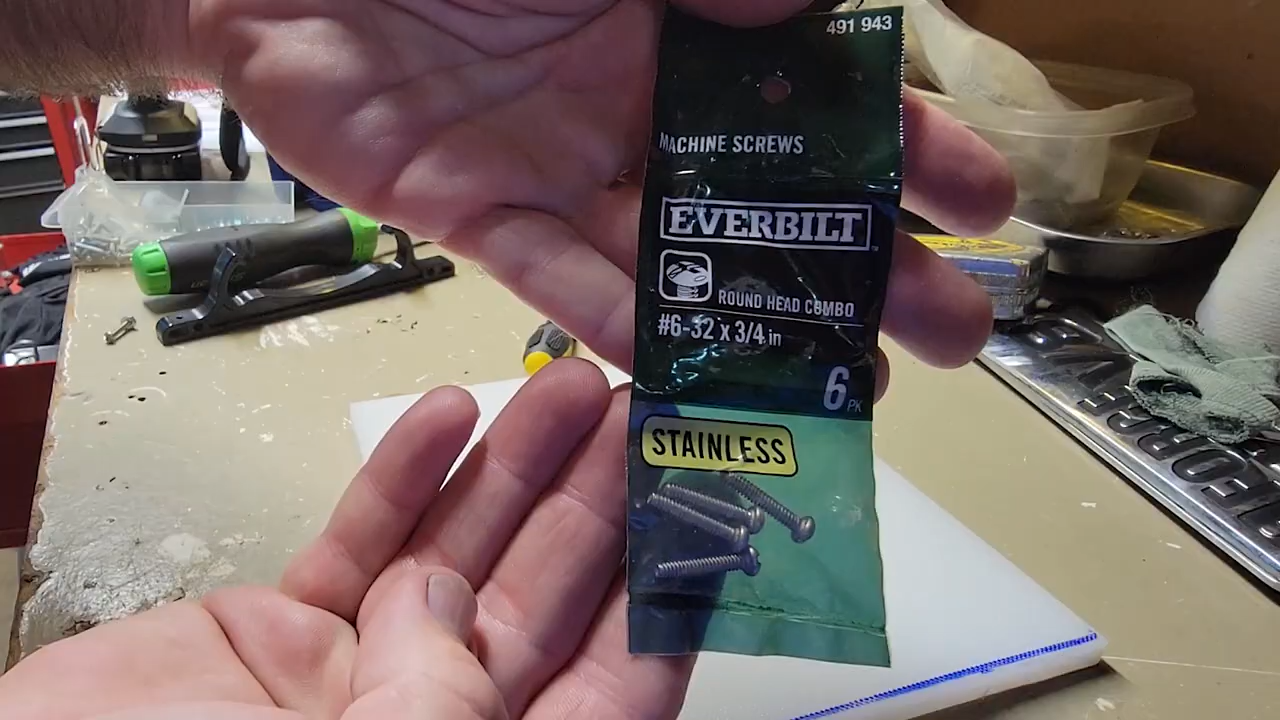 491 943
MACHINE SCREWS
EVERBILT
ROUND HEAD COMBO
#6-32 x 3/4 in
6 PK
STAINLESS